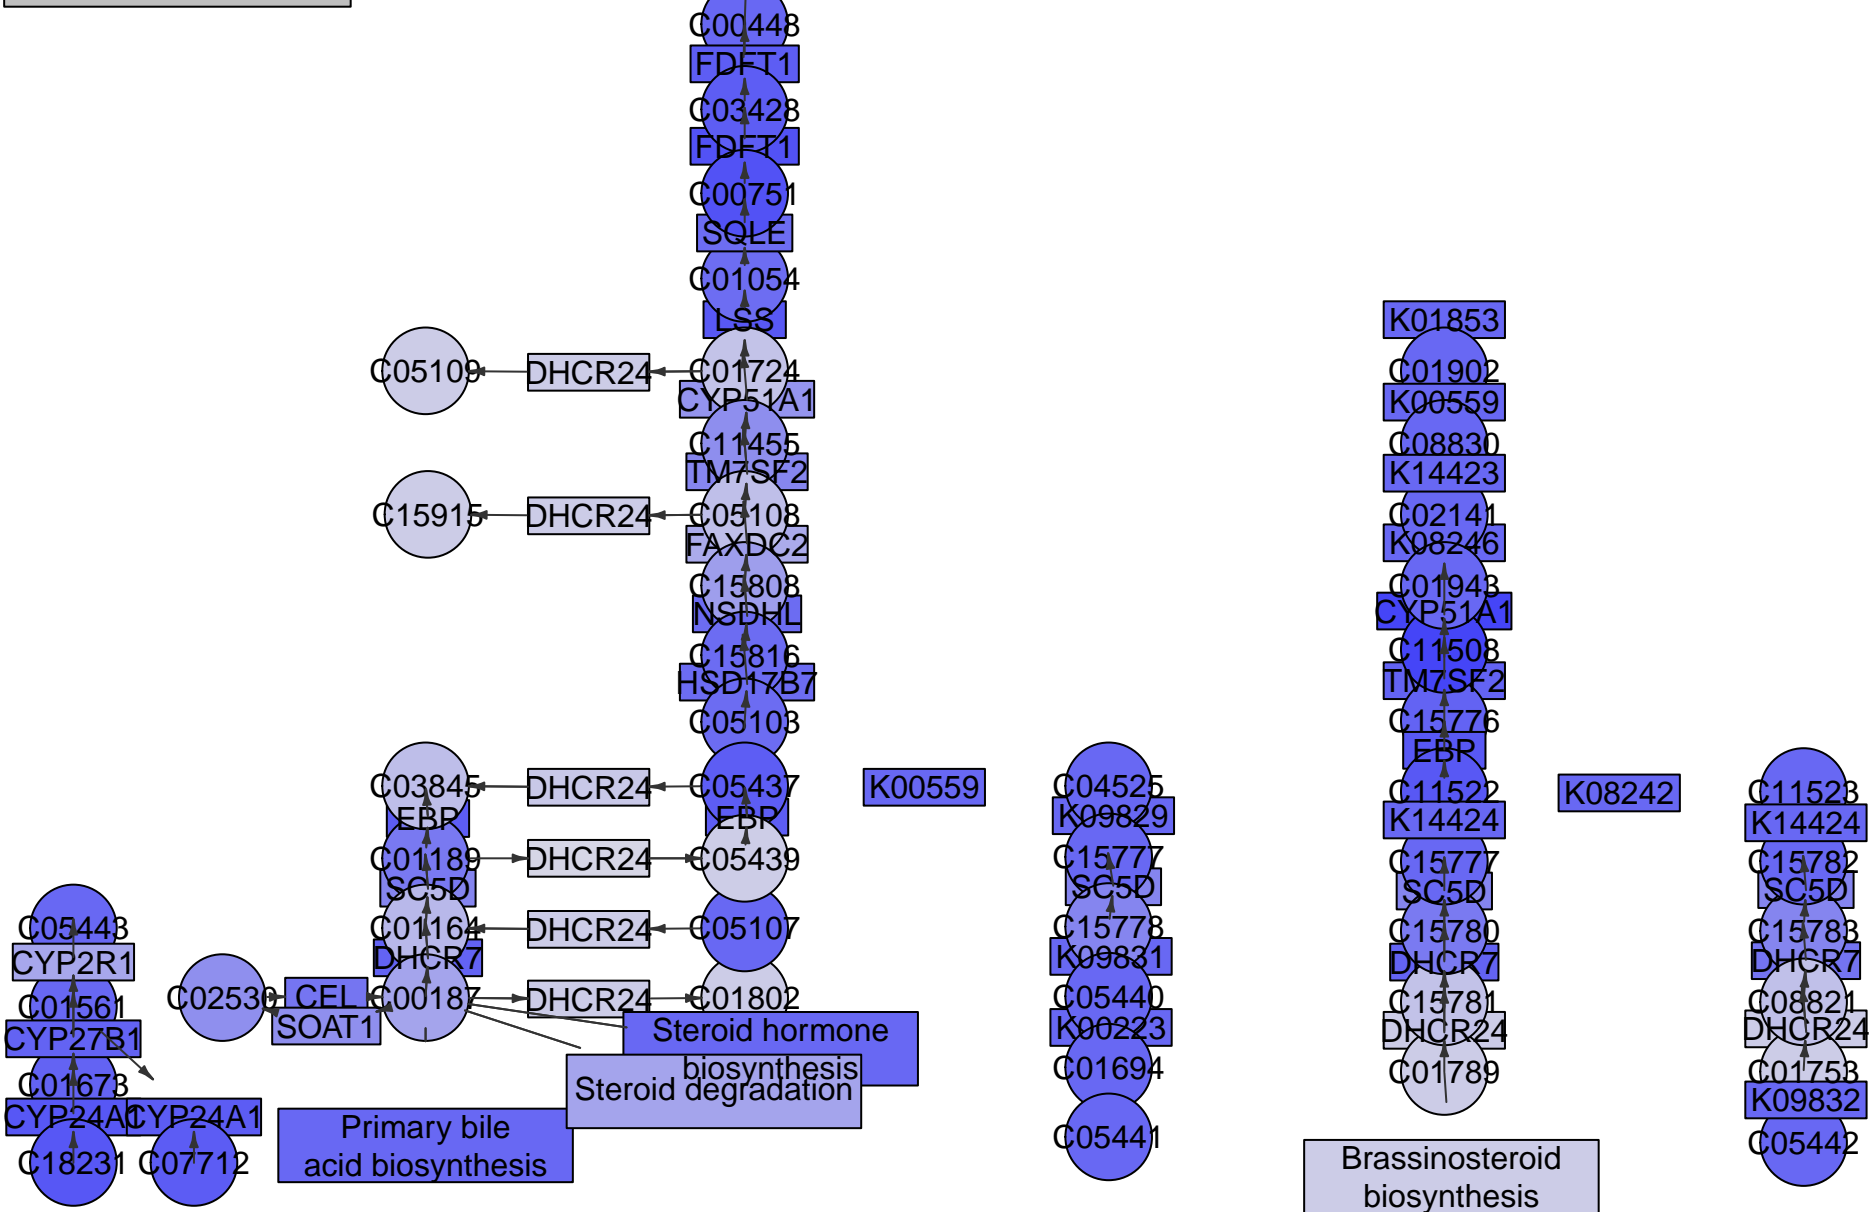 C00448
FDFT1
C03428
FDFT1
C00751
SQLE
C01054
LSS
C05109
DHCR24
C01724
CYP51A1
C11455
TM7SF2
C15915
DHCR24
C05108
FAXDC2
C15808
NSDHL
C15816
HSD17B7
C05103
C03845
DHCR24
C05437
EBP
EBP
C01189
DHCR24
C05439
SC5D
C01164
DHCR24
C05107
DHCR7
C02530
CEL
SOAT1
C00187
DHCR24
C01802
C05443
CYP2R1
C01561
CYP27B1
C01673
CYP24A1
CYP24A1
C18231
C07712
Steroid hormone
biosynthesis
Steroid degradation
Primary bile
acid biosynthesis
K00559
C04525
K09829
C15777
SC5D
C15778
K09831
C05440
K00223
C01694
C05441
K01853
C01902
K00559
C08830
K14423
C02141
K08246
C01943
CYP51A1
C11508
TM7SF2
C15776
EBP
C11522
K14424
C15777
SC5D
C15780
DHCR7
C15781
DHCR24
C01789
Brassinosteroid
biosynthesis
K08242
C11523
K14424
C15782
SC5D
C15783
DHCR7
C08821
DHCR24
C01753
K09832
C05442